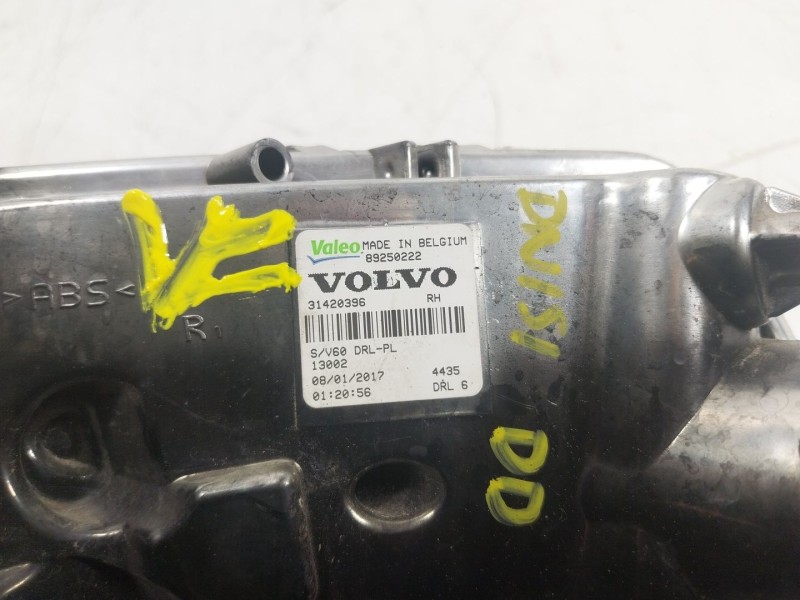 Valeo MADE IN BELGIUM
89250222
VOLVO
31420396 RH
S/V60 DRL-PL
13002
08/01/2017 4435
01:20:56 DRL 6
>ABS<
R1
DD